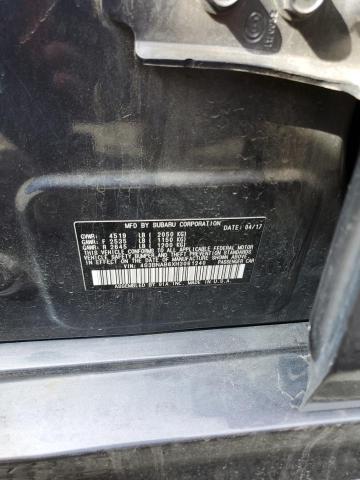 MFD BY SUBARU CORPORATION DATE: 04/17
GVWR: 4519 LB ( 2050 KG)
GAWR: F 2535 LB ( 1150 KG)
GAWR: R 2645 LB ( 1200 KG)
THIS VEHICLE CONFORMS TO ALL APPLICABLE FEDERAL MOTOR
VEHICLE SAFETY, BUMPER, AND THEFT PREVENTION STANDARDS
IN EFFECT ON THE DATE OF MANUFACTURE SHOWN ABOVE.
VIN: PASSENGER CAR
ASSEMBLED BY SIA INC. MADE IN U.S.A.